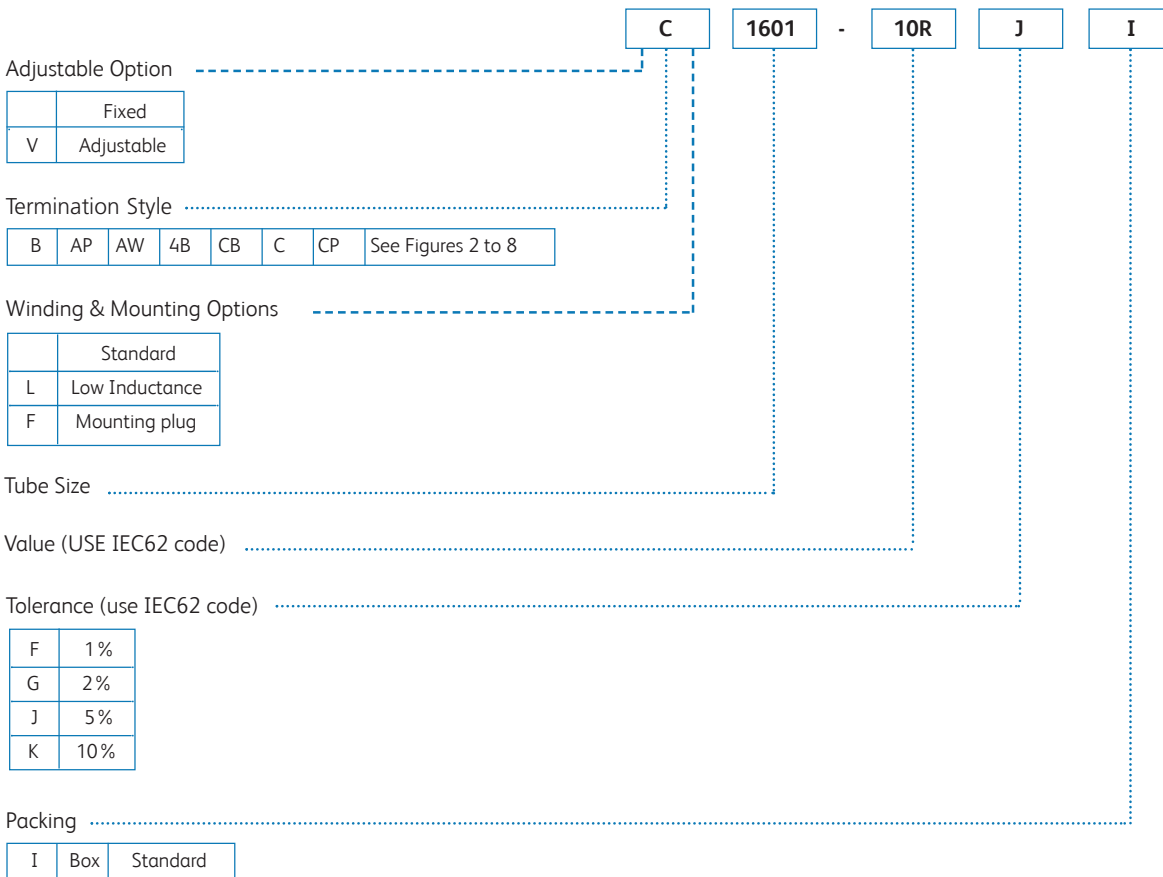 C 1601 - 10R J I
Adjustable Option
Fixed
V Adjustable
Termination Style
B AP AW 4B CB C CP See Figures 2 to 8
Winding & Mounting Options
Standard
L Low Inductance
F Mounting plug
Tube Size
Value (USE IEC62 code)
Tolerance (use IEC62 code)
F 1%
G 2%
J 5%
K 10%
Packing
I Box Standard